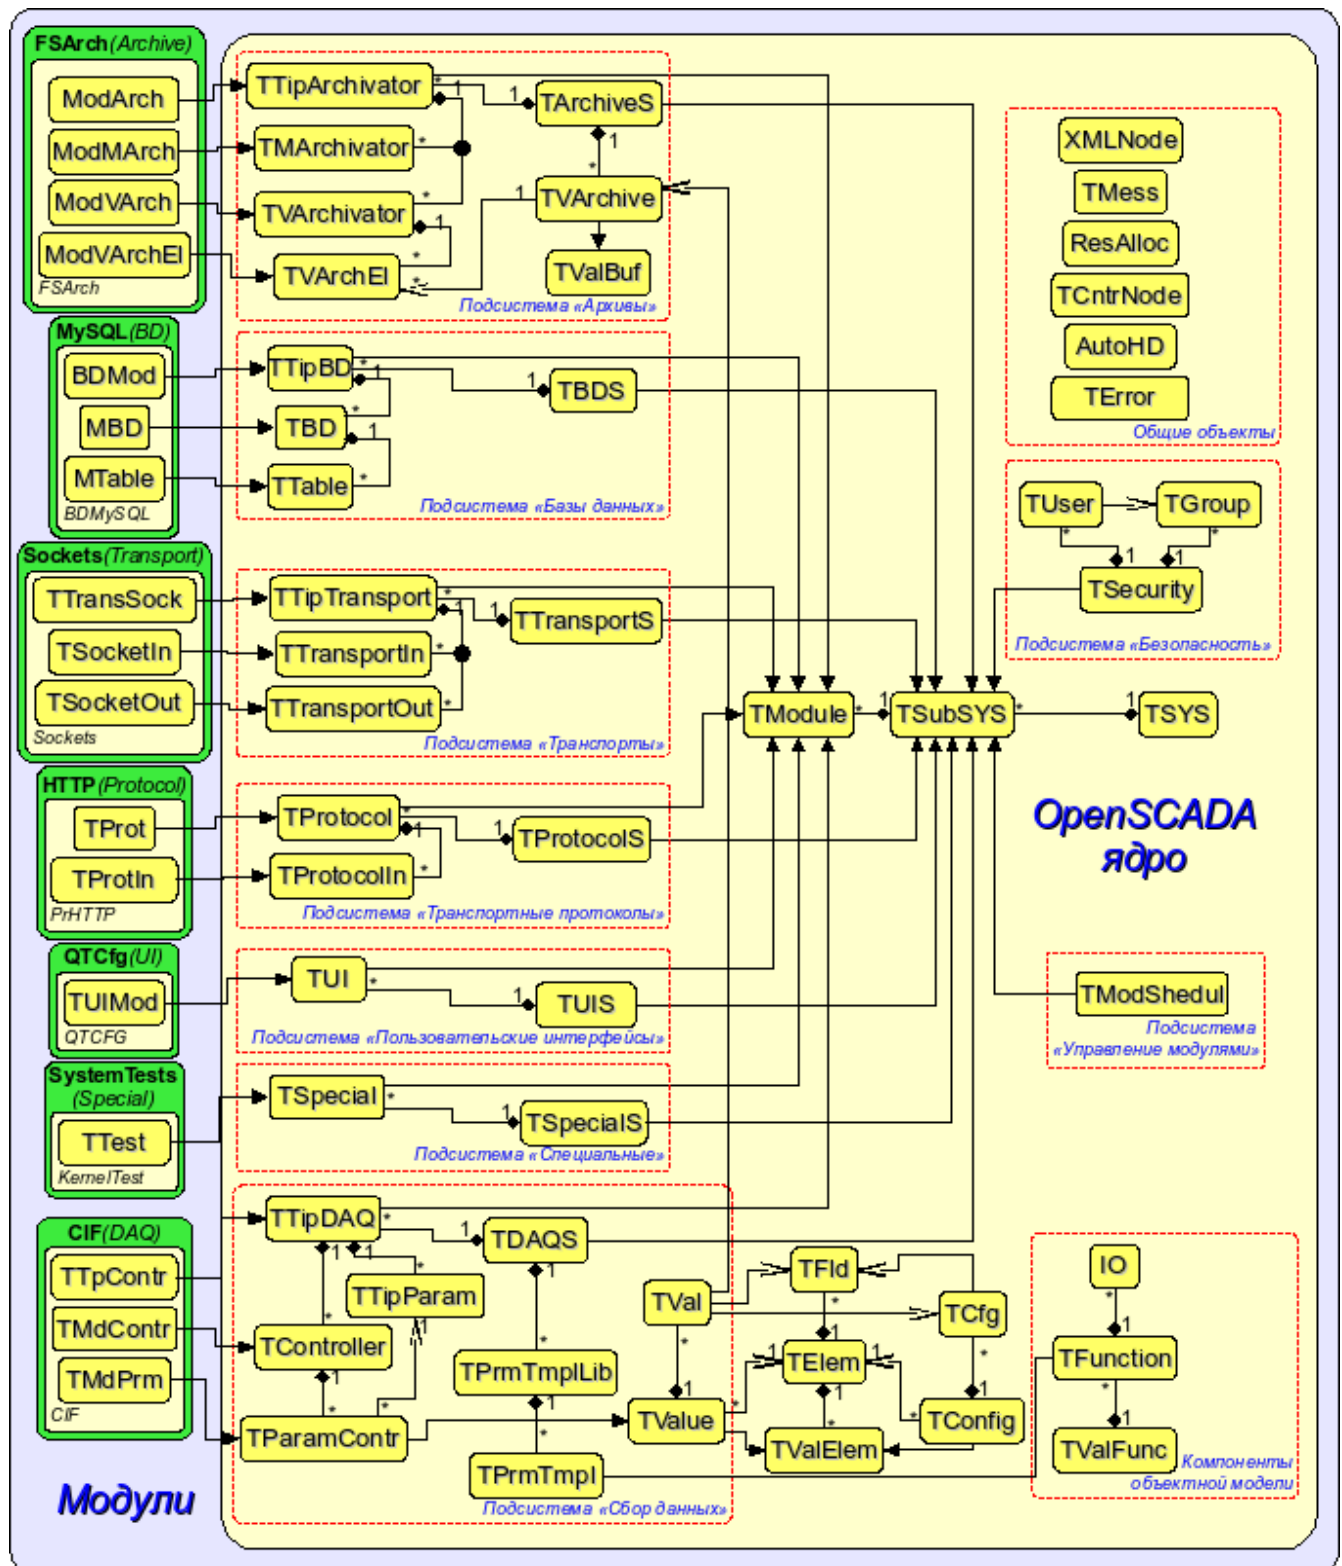 FSArch(Archive)
ModArch
ModMArch
ModVArch
ModVArchEl
FSArch
TTipArchivator
TMArchivator
TVArchivator
TVArchEl
TArchiveS
TVArchive
TValBuf
Подсистема «Архивы»
XMLNode
TMess
ResAlloc
TCntrNode
AutoHD
TError
Общие объекты
MySQL(BD)
BDMod
MBD
MTable
BDMySQL
TTipBD
TBD
TTable
TBDS
Подсистема «Базы данных»
TUser
TGroup
TSecurity
Подсистема «Безопасность»
Sockets(Transport)
TTransSock
TSocketIn
TSocketOut
Sockets
TTipTransport
TTransportIn
TTransportOut
TTransportS
Подсистема «Транспорты»
TModule
TSubSYS
TSYS
HTTP(Protocol)
TProt
TProtIn
PrHTTP
TProtocol
TProtocolIn
TProtocolS
Подсистема «Транспортные протоколы»
OpenSCADA
ядро
QTCfg(UI)
TUIMod
QTCFG
TUI
TUIS
Подсистема «Пользовательские интерфейсы»
TModShedul
Подсистема
«Управление модулями»
SystemTests
(Special)
TTest
KernelTest
TSpecial
TSpecialS
Подсистема «Специальные»
CIF(DAQ)
TTpContr
TMdContr
TMdPrm
CIF
TTipDAQ
TDAQS
TTipParam
TController
TPrmTmplLib
TParamContr
TPrmTmpl
TVal
TValue
Подсистема «Сбор данных»
TFld
TCfg
TElem
TConfig
TValElem
IO
TFunction
TValFunc
Компоненты
объектной модели
Модули